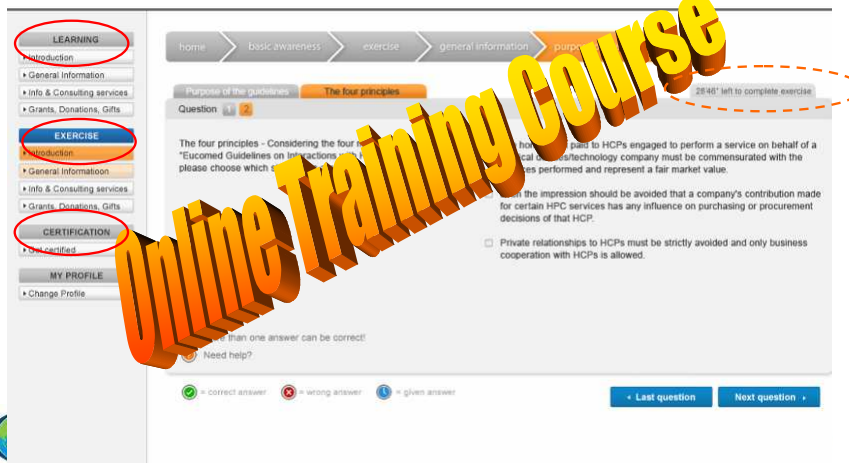 LEARNING
Introduction
General Information
Info & Consulting services
Grants, Donations, Gifts
EXERCISE
Introduction
General Informatioon
Info & Consulting services
Grants, Donations, Gifts
CERTIFICATION
Get certified
MY PROFILE
Change Profile
home basic awareness exercise general information
Purpose of the guidelines The four principles
28'46" left to complete exercise
Question 1 2
The four principles - Considering the four
"Eucomed Guidelines on Interactions with
please choose which
paid to HCPs engaged to perform a service on behalf of a
company must be commensurated with the
performed and represent a fair market value.
the impression should be avoided that a company's contribution made
for certain HPC services has any influence on purchasing or procurement
decisions of that HCP.
Private relationships to HCPs must be strictly avoided and only business
cooperation with HCPs is allowed.
Online Training Course
than one answer can be correct!
Need help?
= correct answer = wrong answer = given answer
Last question Next question